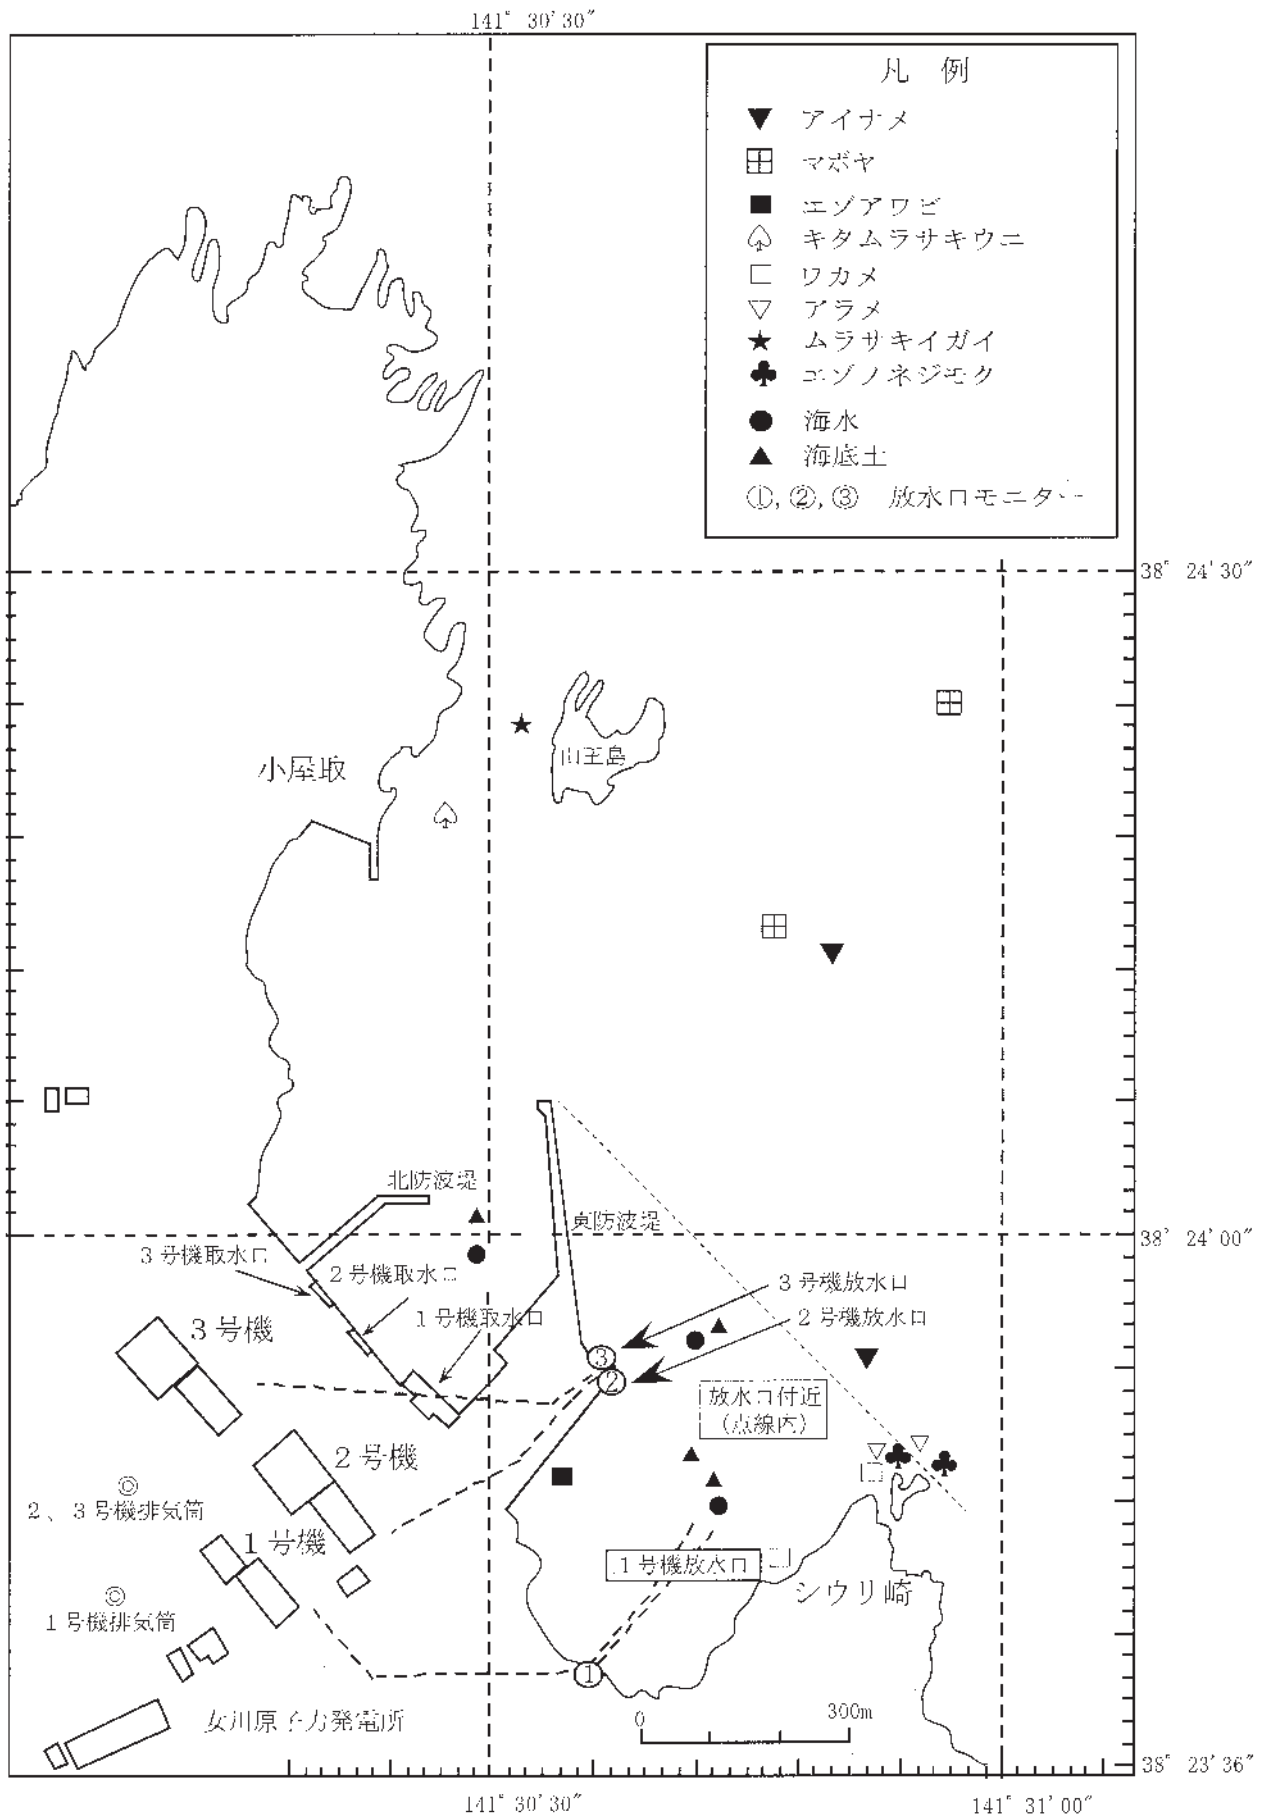 141° 30′30″
凡 例
アイナメ
マボヤ
エゾアワビ
キタムラサキウニ
ワカメ
アラメ
ムラサキイガイ
エゾノネジモク
海水
海底土
①, ②, ③ 放水口モニター
38° 24′30″
小屋取
山王島
北防波堤
東防波堤
38° 24′00″
3号機取水口
2号機取水口
1号機取水口
3号機放水口
2号機放水口
3号機
③
②
放水口付近
(点線内)
2号機
2、3号機排気筒
1号機
1号機放水口
シウリ崎
1号機排気筒
①
女川原子力発電所
0 300m
38° 23′36″
141° 30′30″
141° 31′00″